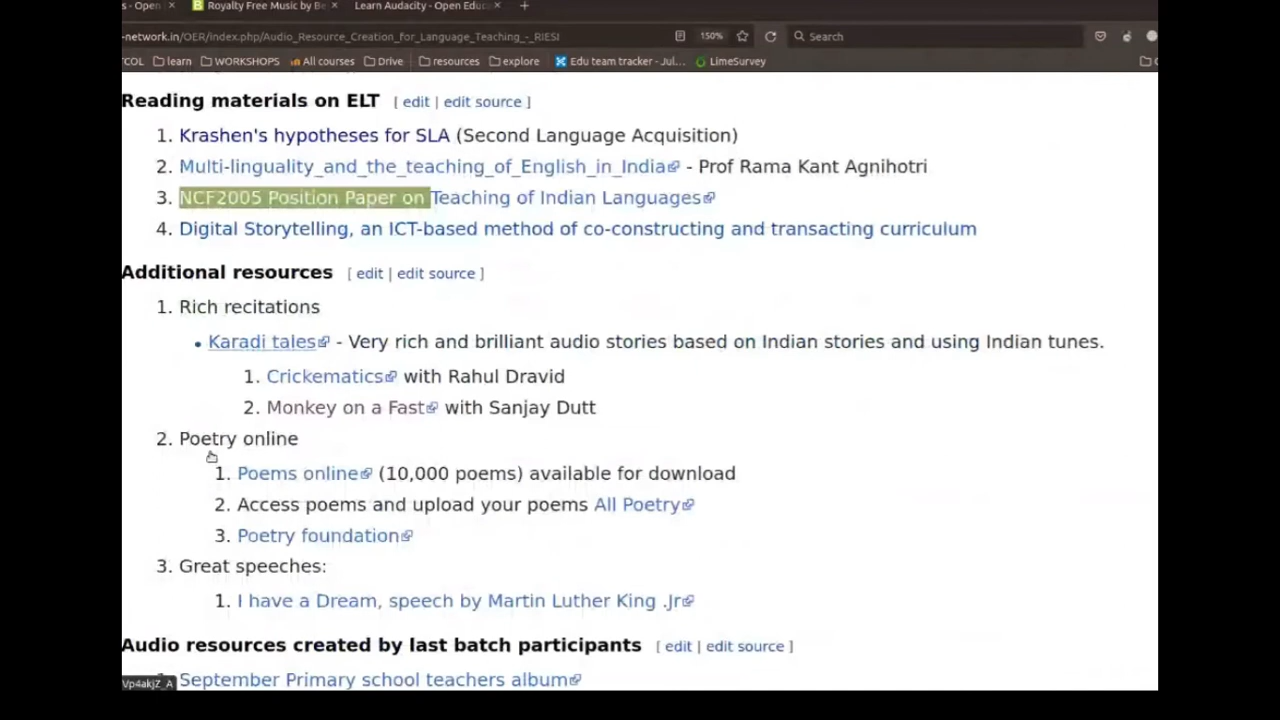 s - Open
Royalty Free Music by Be
Learn Audacity - Open Educ
-network.in/OER/index.php/Audio_Resource_Creation_for_Language_Teaching_-_RIESI
150%
Search
TCOL learn WORKSHOPS All courses Drive resources explore Edu team tracker - Jul... LimeSurvey
Reading materials on ELT [ edit | edit source ]
1. Krashen's hypotheses for SLA (Second Language Acquisition)
2. Multi-linguality_and_the_teaching_of_English_in_India - Prof Rama Kant Agnihotri
3. NCF2005 Position Paper on Teaching of Indian Languages
4. Digital Storytelling, an ICT-based method of co-constructing and transacting curriculum
Additional resources [ edit | edit source ]
1. Rich recitations
• Karadi tales - Very rich and brilliant audio stories based on Indian stories and using Indian tunes.
1. Crickematics with Rahul Dravid
2. Monkey on a Fast with Sanjay Dutt
2. Poetry online
1. Poems online (10,000 poems) available for download
2. Access poems and upload your poems All Poetry
3. Poetry foundation
3. Great speeches:
1. I have a Dream, speech by Martin Luther King .Jr
Audio resources created by last batch participants [ edit | edit source ]
September Primary school teachers album
Vp4akjZ_A